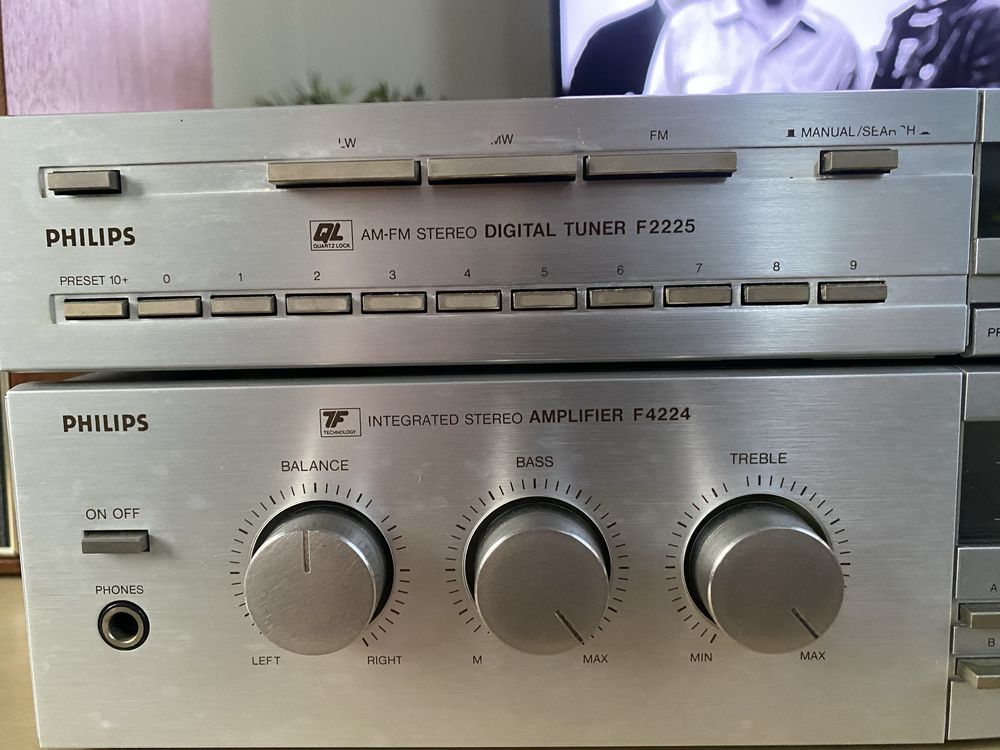 LW MW FM MANUAL/SEARCH
PHILIPS QL QUARTZ LOCK AM-FM STEREO DIGITAL TUNER F2225
PRESET 10+ 0 1 2 3 4 5 6 7 8 9
PR
PHILIPS TF TECHNOLOGY INTEGRATED STEREO AMPLIFIER F4224
BALANCE BASS TREBLE
ON OFF
PHONES
A
B
LEFT RIGHT M MAX MIN MAX